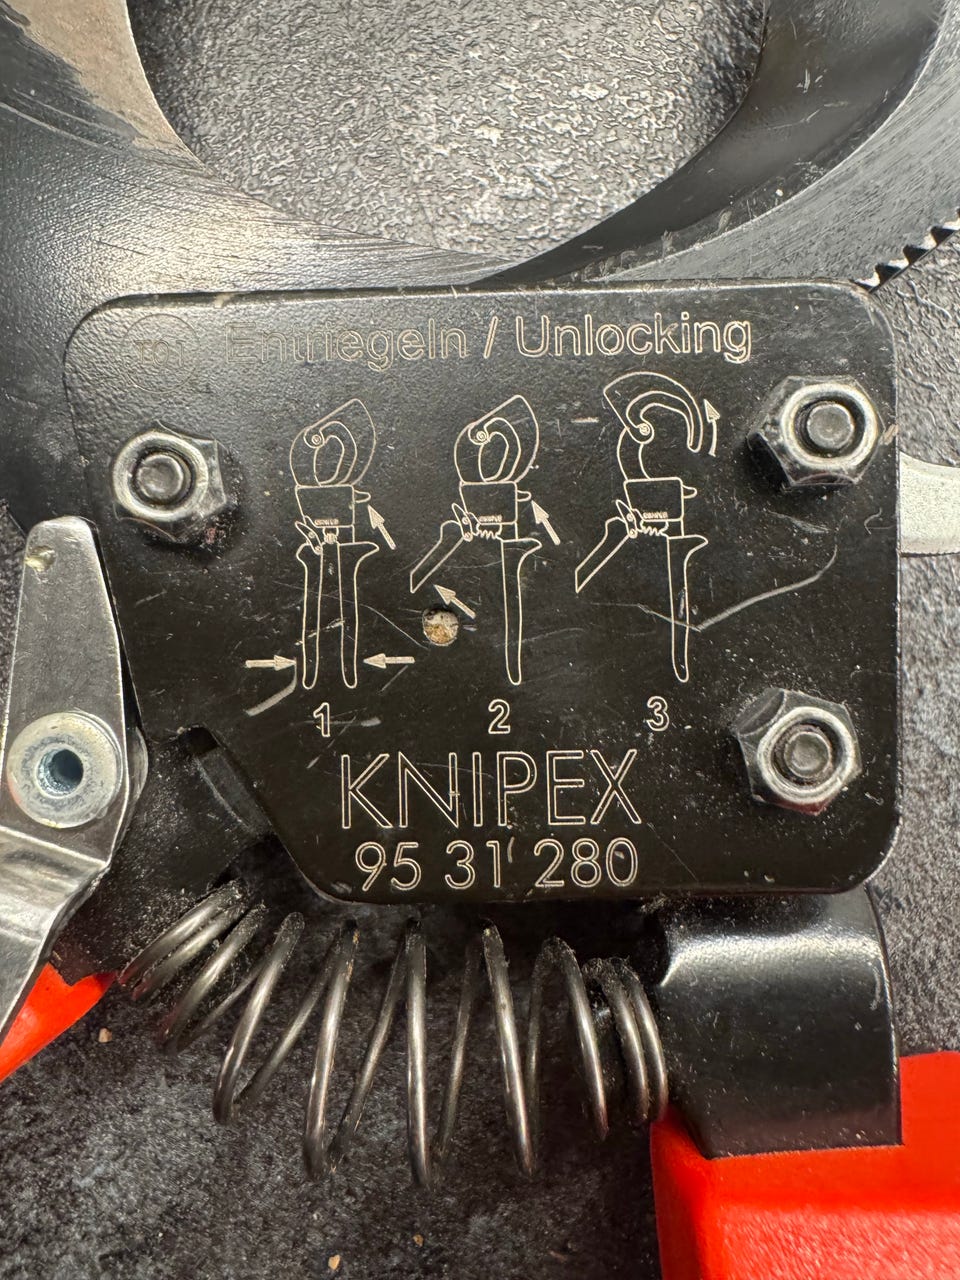 Entriegeln / Unlocking
1 2 3
KNIPEX
95 31 280